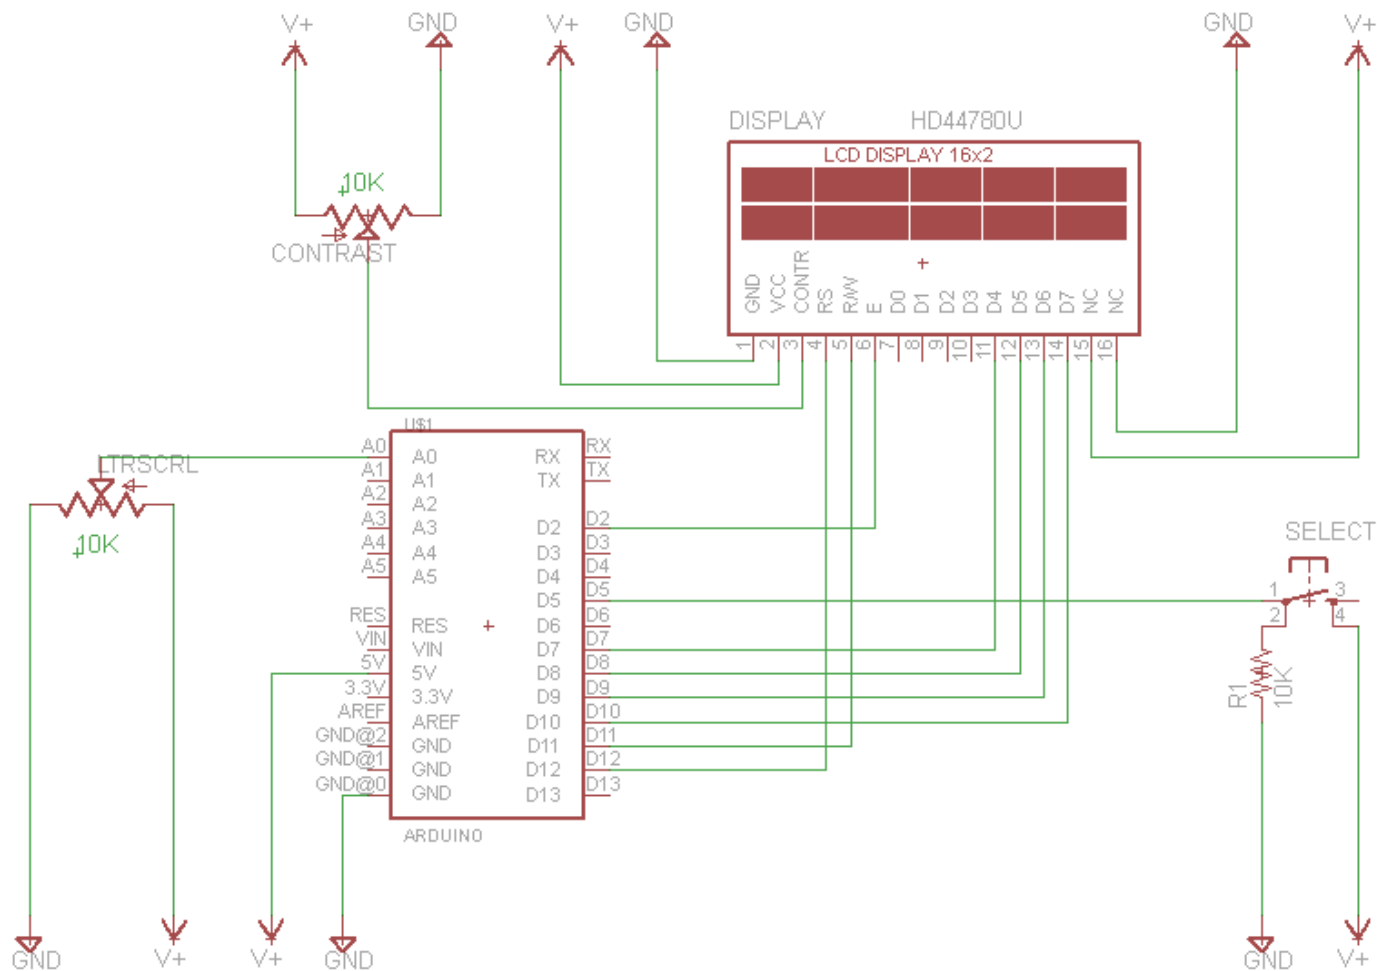 V+
GND
V+
GND
GND
V+
DISPLAY
HD44780U
LCD DISPLAY 16x2
10K
CONTRAST
GND
VCC
CONTR
RS
R/W
E
D0
D1
D2
D3
D4
D5
D6
D7
NC
NC
1
2
3
4
5
6
7
8
9
10
11
12
13
14
15
16
LTRSCRL
10K
U$1
A0
A1
A2
A3
A4
A5
RES
VIN
5V
3.3V
AREF
GND@2
GND@1
GND@0
A0
A1
A2
A3
A4
A5
RES
VIN
5V
3.3V
AREF
GND
GND
GND
RX
TX
D2
D3
D4
D5
D6
D7
D8
D9
D10
D11
D12
D13
RX
TX
D2
D3
D4
D5
D6
D7
D8
D9
D10
D11
D12
D13
ARDUINO
SELECT
1
3
2
4
R1
10K
GND
V+
V+
GND
GND
V+